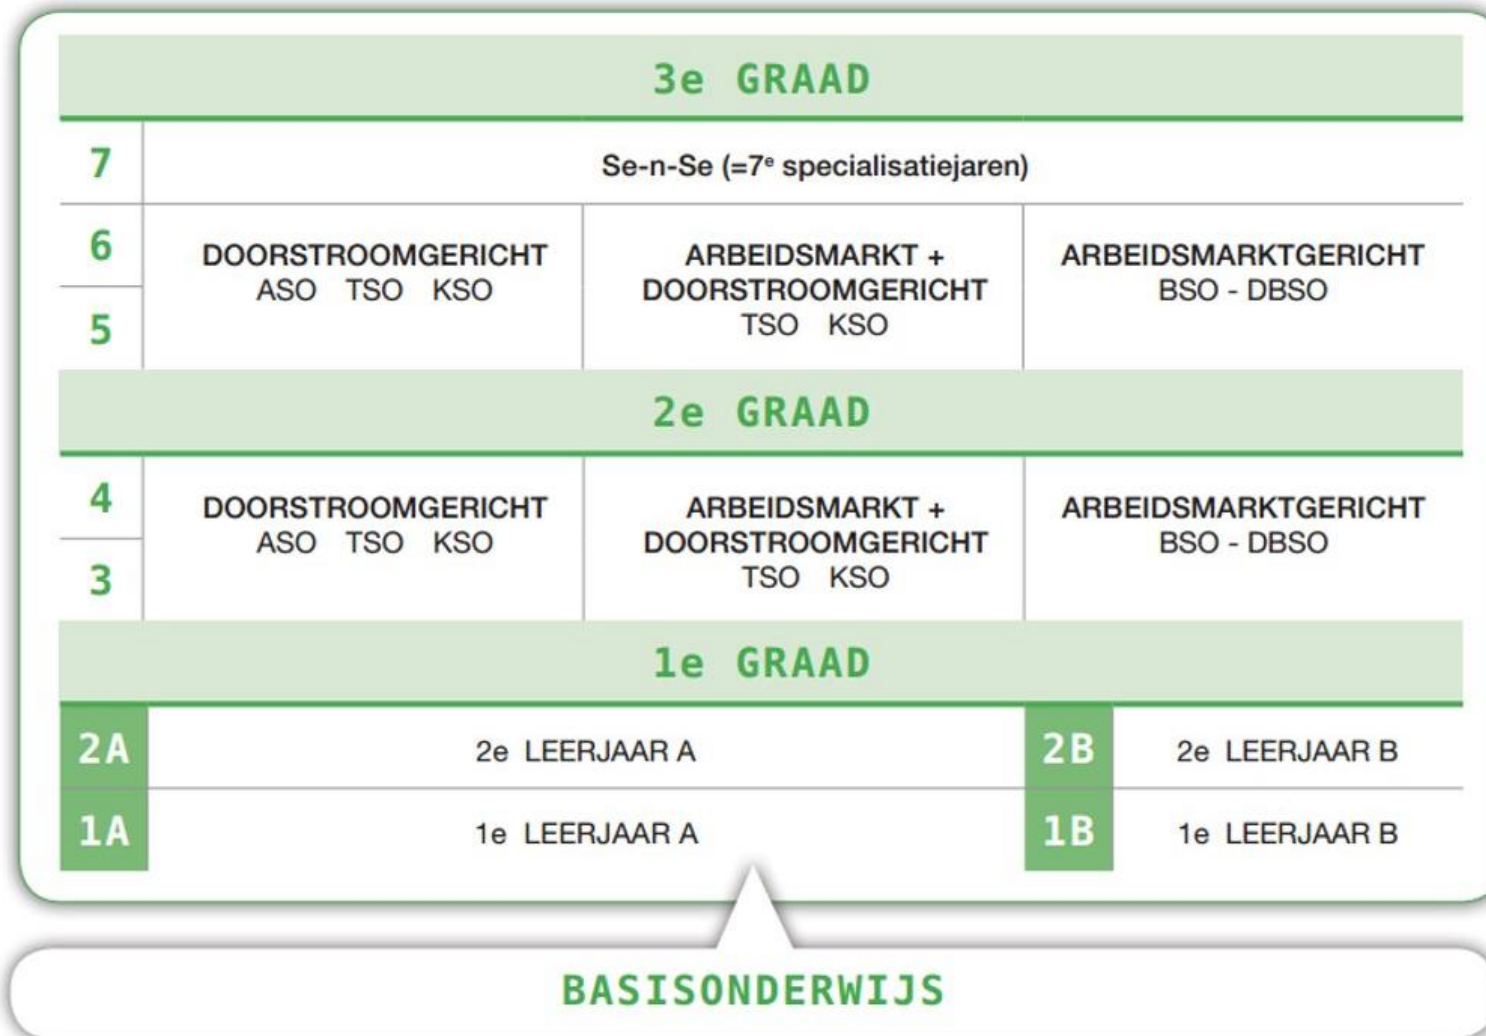 3e GRAAD
7
Se-n-Se (=7ᵉ specialisatiejaren)
6
5
DOORSTROOMGERICHT
ASO TSO KSO
ARBEIDSMARKT +
DOORSTROOMGERICHT
TSO KSO
ARBEIDSMARKTGERICHT
BSO - DBSO
2e GRAAD
4
3
DOORSTROOMGERICHT
ASO TSO KSO
ARBEIDSMARKT +
DOORSTROOMGERICHT
TSO KSO
ARBEIDSMARKTGERICHT
BSO - DBSO
1e GRAAD
2A
2e LEERJAAR A
2B
2e LEERJAAR B
1A
1e LEERJAAR A
1B
1e LEERJAAR B
BASISONDERWIJS